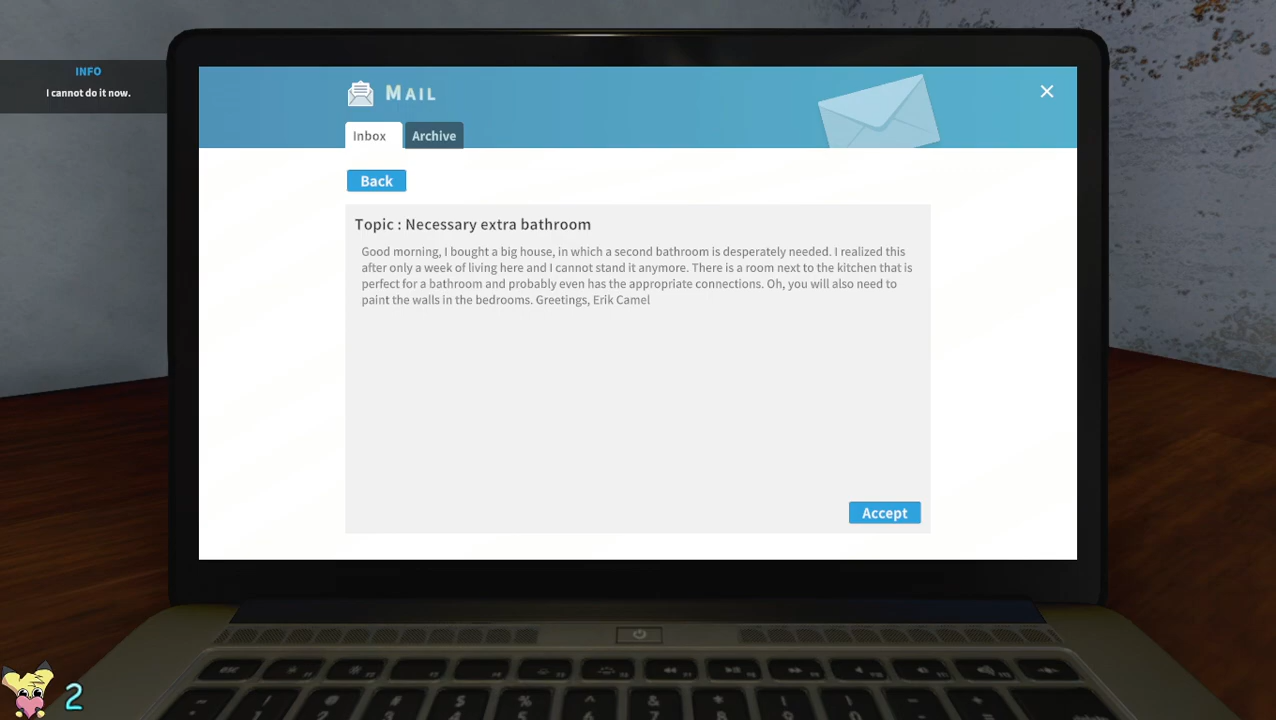 INFO
I cannot do it now.
MAIL
Inbox
Archive
Back
Topic : Necessary extra bathroom
Good morning, I bought a big house, in which a second bathroom is desperately needed. I realized this
after only a week of living here and I cannot stand it anymore. There is a room next to the kitchen that is
perfect for a bathroom and probably even has the appropriate connections. Oh, you will also need to
paint the walls in the bedrooms. Greetings, Erik Camel
Accept
2